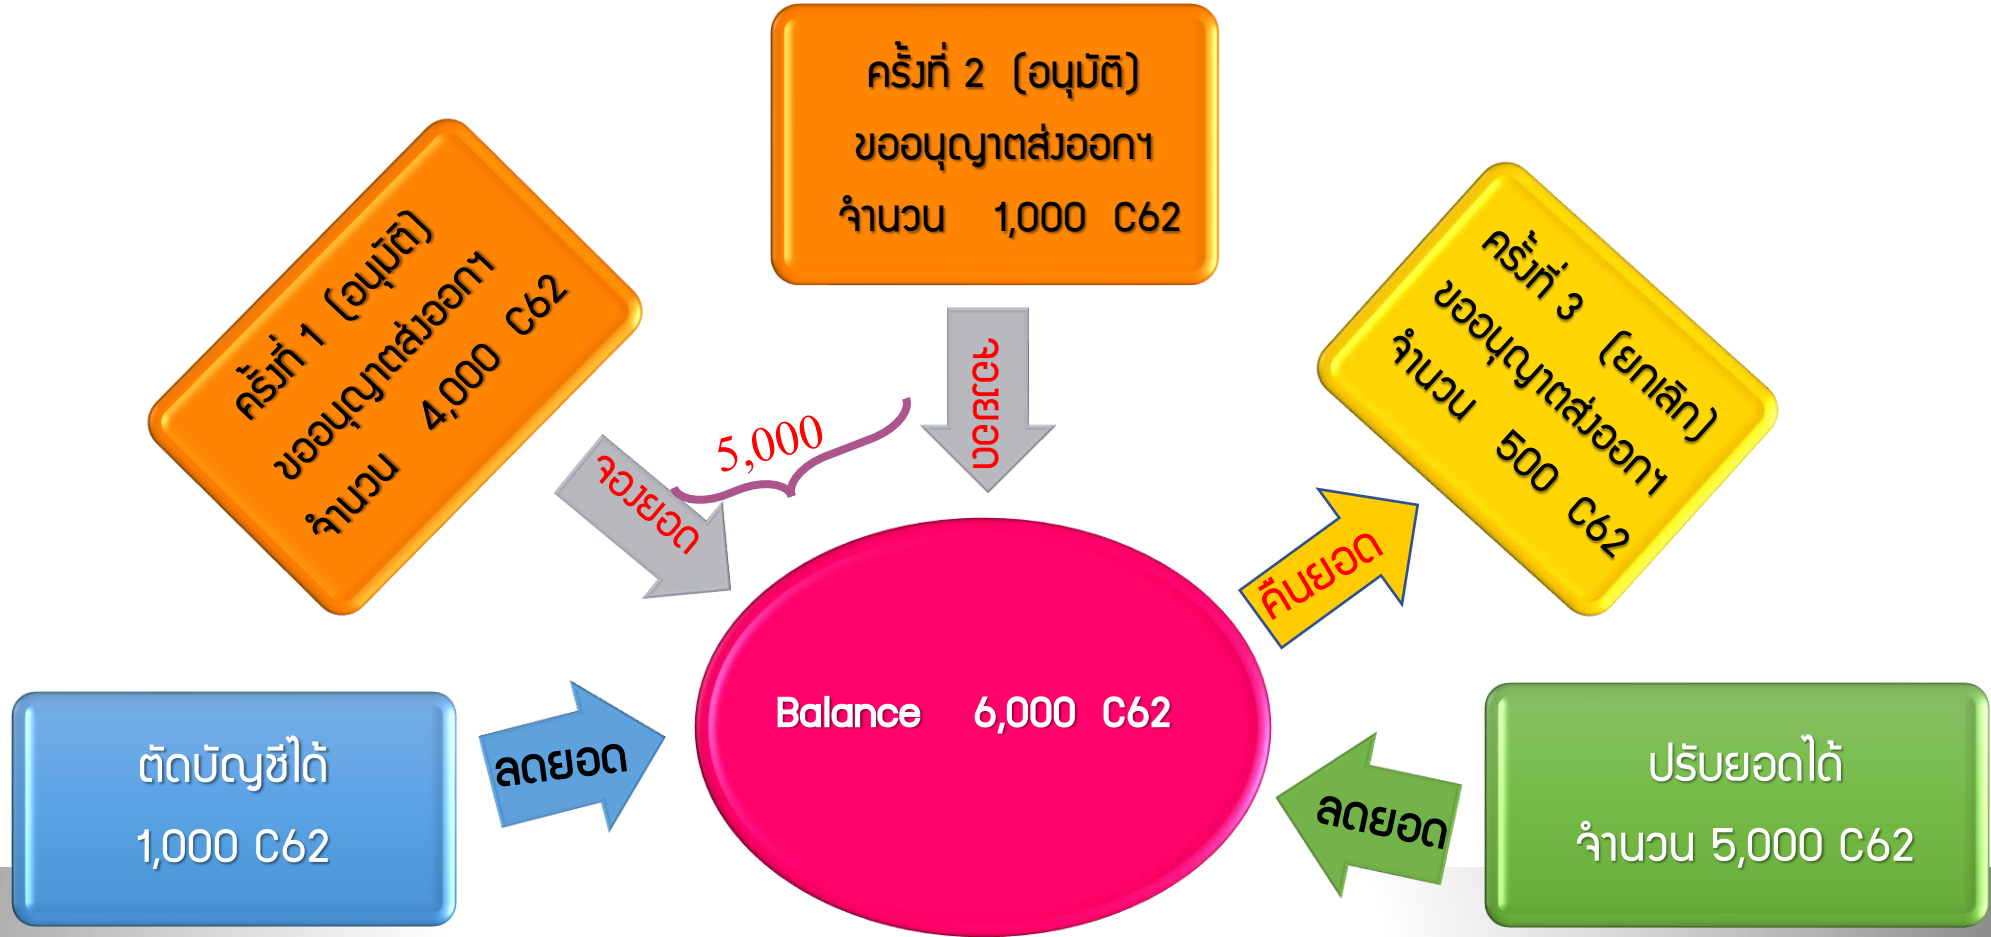 ครั้งที่ 2 (อนุมัติ)
ขออนุญาตส่งออกฯ
จำนวน 1,000 C62
ครั้งที่ 1 (อนุมัติ)
ขออนุญาตส่งออกฯ
จำนวน 4,000 C62
ครั้งที่ 3 (ยกเลิก)
ขออนุญาตส่งออกฯ
จำนวน 500 C62
จองยอด
5,000
จองยอด
คืนยอด
Balance 6,000 C62
ตัดบัญชีได้
1,000 C62
ลดยอด
ลดยอด
ปรับยอดได้
จำนวน 5,000 C62